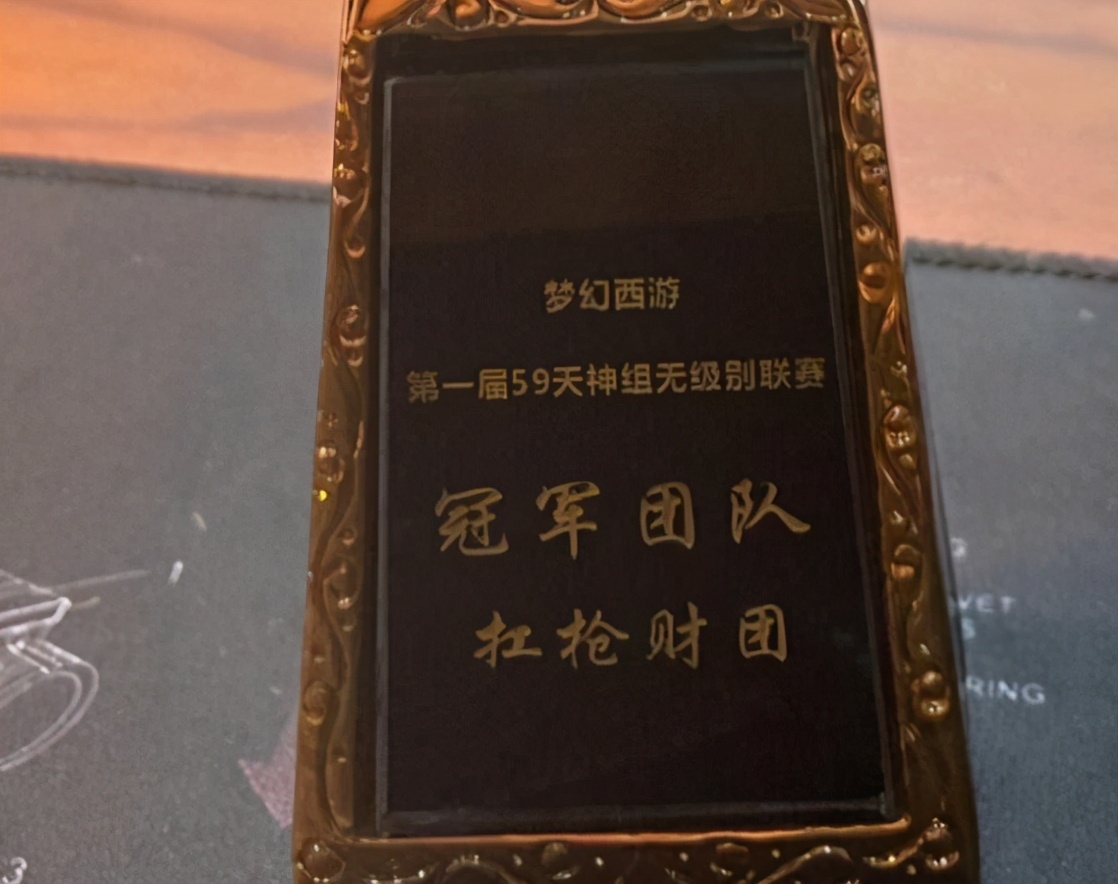 梦幻西游
第一届59天神组无级别联赛
冠军团队
扛枪财团
RING